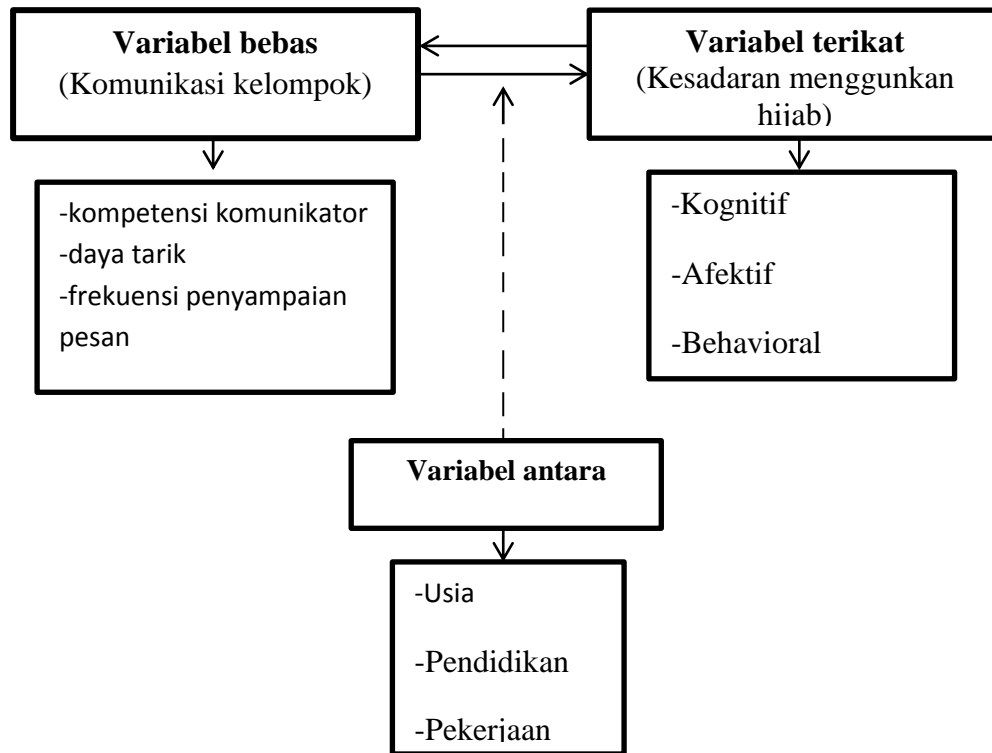 Variabel bebas
(Komunikasi kelompok)
Variabel terikat
(Kesadaran menggunkan
hijab)
-kompetensi komunikator
-daya tarik
-frekuensi penyampaian
pesan
-Kognitif
-Afektif
-Behavioral
Variabel antara
-Usia
-Pendidikan
-Pekerjaan